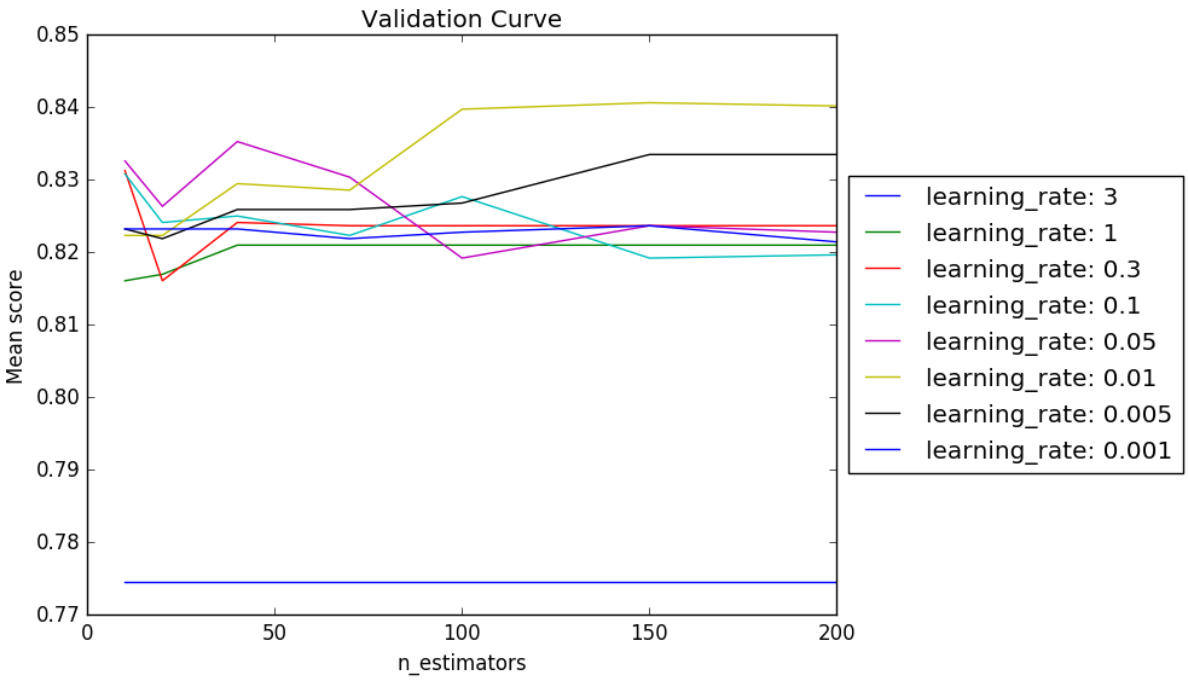 Validation Curve
0.85
0.84
0.83
0.82
0.81
0.80
0.79
0.78
0.77
Mean score
0 50 100 150 200
n_estimators
learning_rate: 3
learning_rate: 1
learning_rate: 0.3
learning_rate: 0.1
learning_rate: 0.05
learning_rate: 0.01
learning_rate: 0.005
learning_rate: 0.001